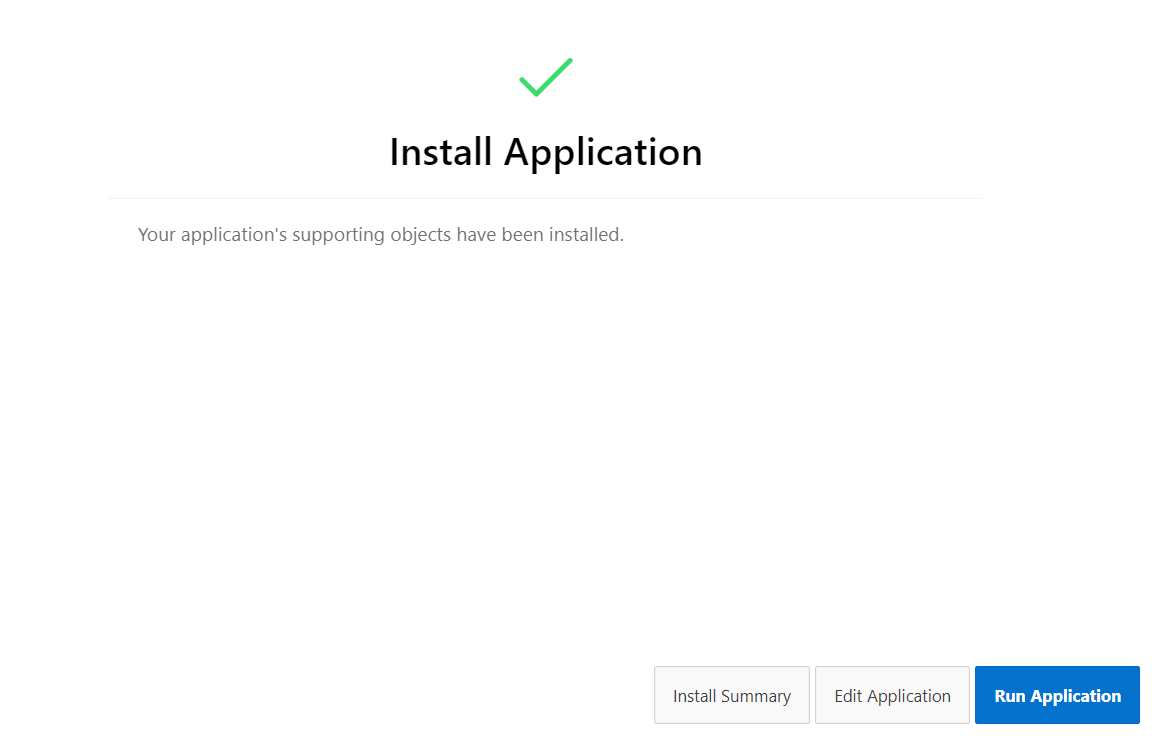 Install Application
Your application's supporting objects have been installed.
Install Summary
Edit Application
Run Application